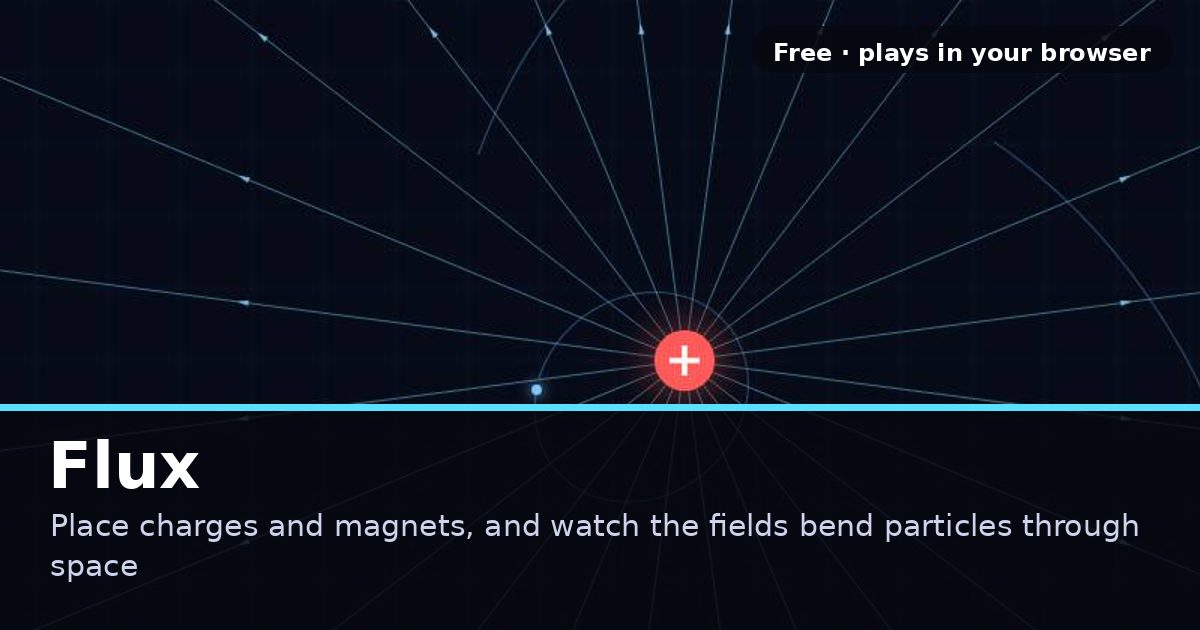 Free · plays in your browser
+
Flux
Place charges and magnets, and watch the fields bend particles through
space